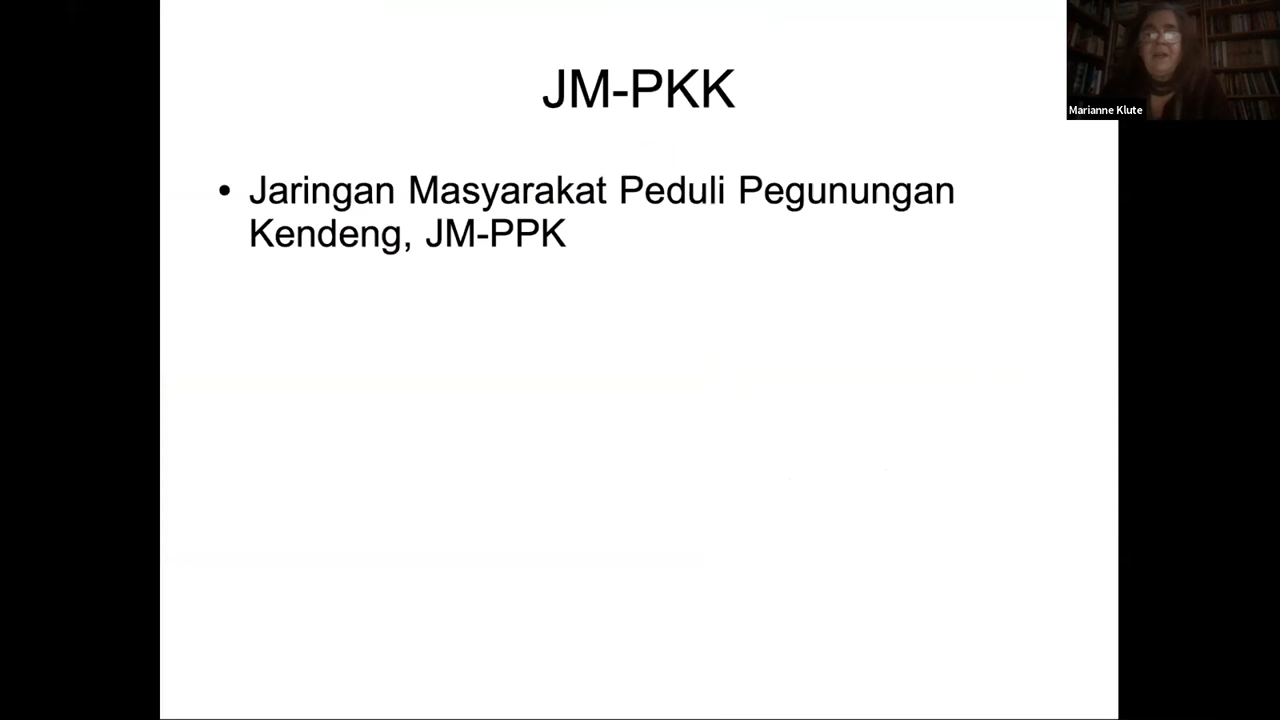 JM-PKK
Marianne Klute
• Jaringan Masyarakat Peduli Pegunungan
Kendeng, JM-PPK